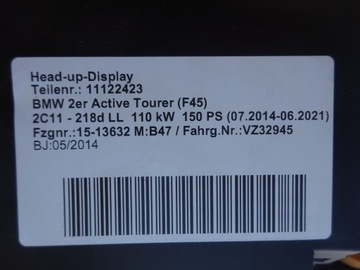 Head-up-Display
Teilenr.: 11122423
BMW 2er Active Tourer (F45)
2C11 - 218d LL 110 kW 150 PS (07.2014-06.2021)
Fzgnr.:15-13632 M:B47 / Fahrg.Nr.:VZ32945
BJ:05/2014